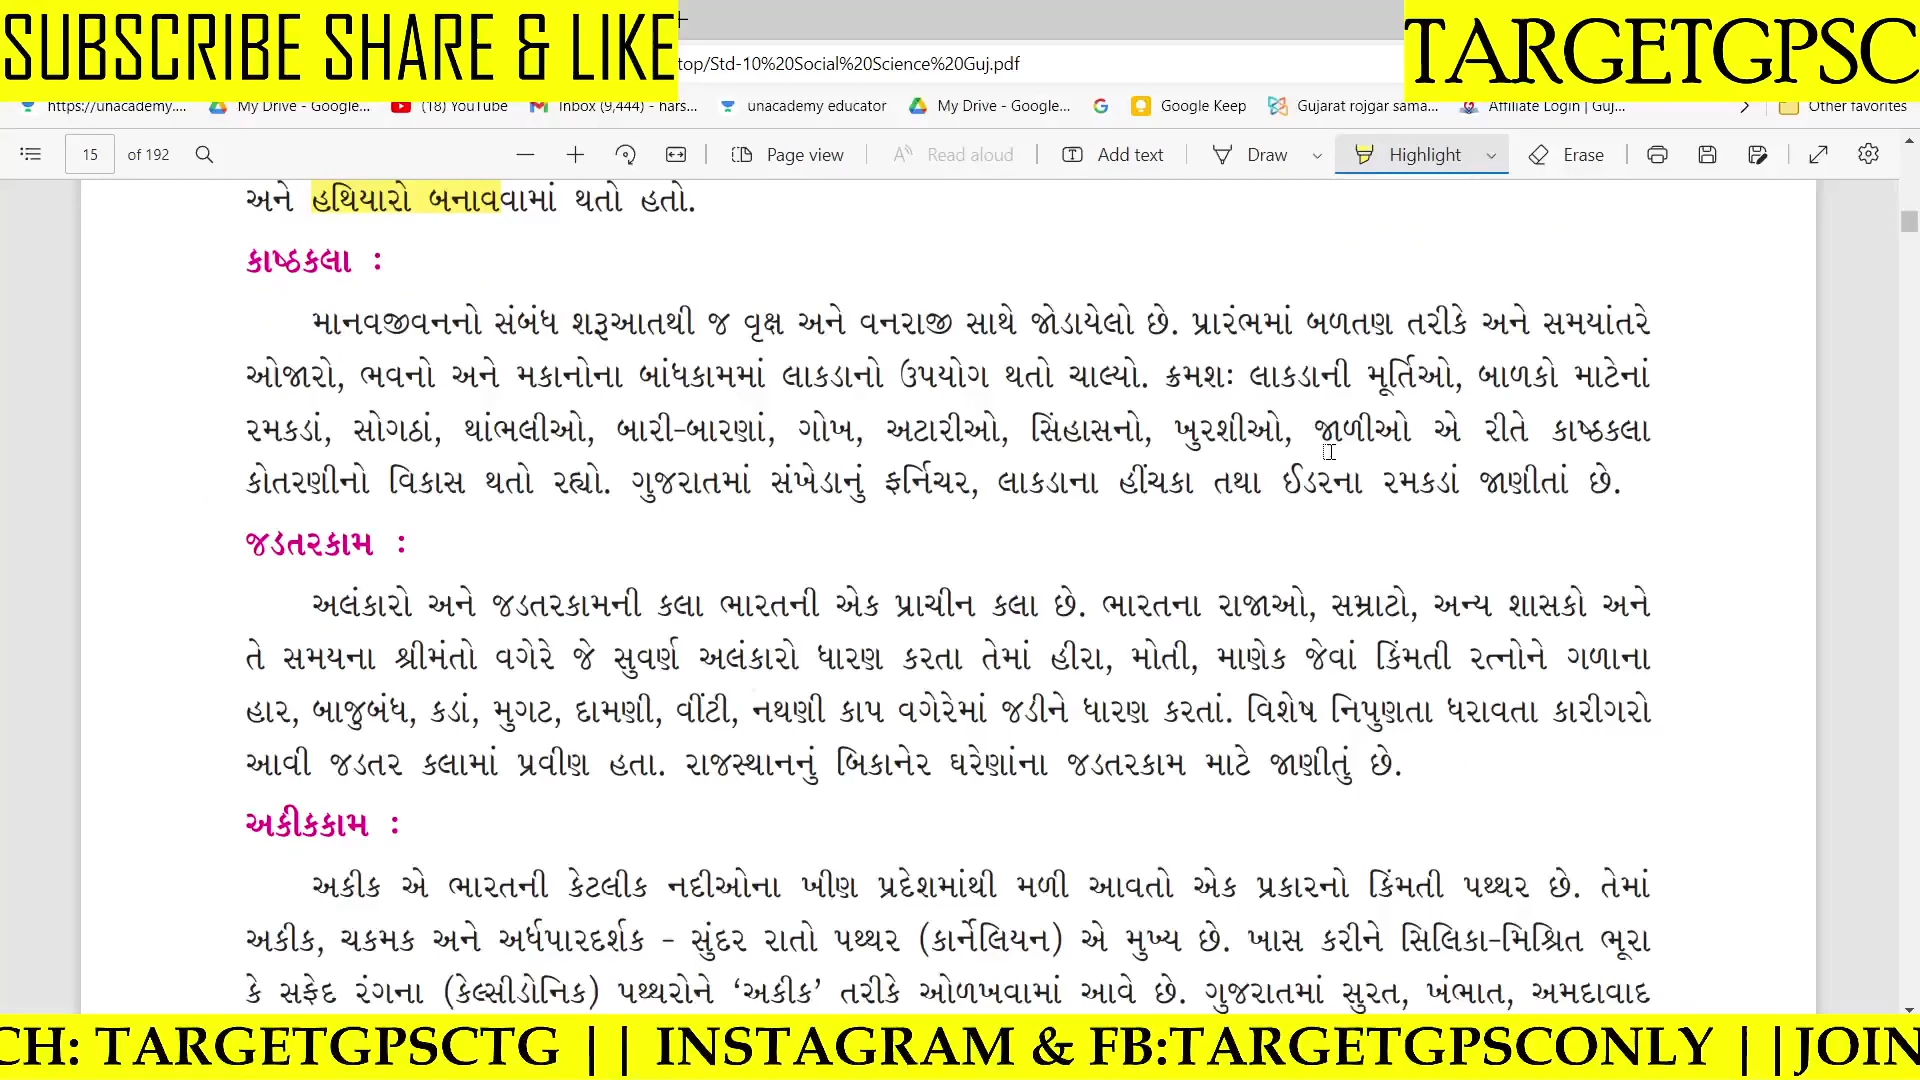 SUBSCRIBE SHARE & LIKE
TARGETGPSC
top/Std-10%20Social%20Science%20Guj.pdf
https://unacademy.... My Drive - Google... (18) YouTube Inbox (9,444) - hars... unacademy educator My Drive - Google... Google Keep Gujarat rojgar sama... Affiliate Login | Guj... Other favorites
15 of 192 Page view Read aloud Add text Draw Highlight Erase
અને હથિયારો બનાવવામાં થતો હતો.
કાષ્ઠકલા :
માનવજીવનનો સંબંધ શરૂઆતથી જ વૃક્ષ અને વનરાજી સાથે જોડાયેલો છે. પ્રારંભમાં બળતણ તરીકે અને સમયાંતરે
ઓજારો, ભવનો અને મકાનોના બાંધકામમાં લાકડાનો ઉપયોગ થતો ચાલ્યો. ક્રમશઃ લાકડાની મૂર્તિઓ, બાળકો માટેનાં
રમકડાં, સોગઠાં, થાંભલીઓ, બારી-બારણાં, ગોખ, અટારીઓ, સિંહાસનો, ખુરશીઓ, જાળીઓ એ રીતે કાષ્ઠકલા
કોતરણીનો વિકાસ થતો રહ્યો. ગુજરાતમાં સંખેડાનું ફર્નિચર, લાકડાના હીંચકા તથા ઈડરના રમકડાં જાણીતાં છે.
જડતરકામ :
અલંકારો અને જડતરકામની કલા ભારતની એક પ્રાચીન કલા છે. ભારતના રાજાઓ, સમ્રાટો, અન્ય શાસકો અને
તે સમયના શ્રીમંતો વગેરે જે સુવર્ણ અલંકારો ધારણ કરતા તેમાં હીરા, મોતી, માણેક જેવાં કિંમતી રત્નોને ગળાના
હાર, બાજુબંધ, કડાં, મુગટ, દામણી, વીંટી, નથણી કાપ વગેરેમાં જડીને ધારણ કરતાં. વિશેષ નિપુણતા ધરાવતા કારીગરો
આવી જડતર કલામાં પ્રવીણ હતા. રાજસ્થાનનું બિકાનેર ઘરેણાંના જડતરકામ માટે જાણીતું છે.
અકીકકામ :
અકીક એ ભારતની કેટલીક નદીઓના ખીણ પ્રદેશમાંથી મળી આવતો એક પ્રકારનો કિંમતી પથ્થર છે. તેમાં
અકીક, ચકમક અને અર્ધપારદર્શક - સુંદર રાતો પથ્થર (કાર્નેલિયન) એ મુખ્ય છે. ખાસ કરીને સિલિકા-મિશ્રિત ભૂરા
કે સફેદ રંગના (કેલ્સીડોનિક) પથ્થરોને ‘અકીક’ તરીકે ઓળખવામાં આવે છે. ગુજરાતમાં સુરત, ખંભાત, અમદાવાદ
CH: TARGETGPSCTG || INSTAGRAM & FB:TARGETGPSCONLY ||JOIN